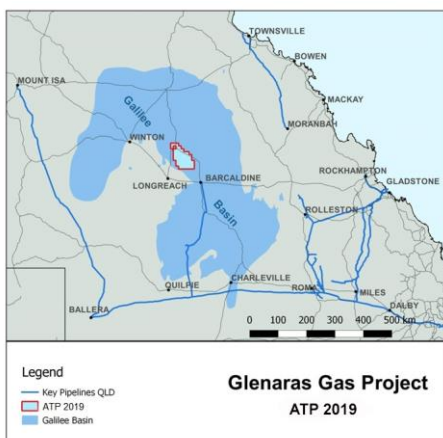 TOWNSVILLE
BOWEN
MOUNT ISA
MACKAY
Galilee
MORANBAH
WINTON
ROCKHAMPTON
BARCALDINE
GLADSTONE
LONGREACH
ROLLESTON
Basin
CHARLEVILLE
QUILPIE
ROMA
MILES
BALLERA
DALBY
0 100 200 300 400 500 km
Legend
Key Pipelines QLD
ATP 2019
Galilee Basin
Glenaras Gas Project
ATP 2019